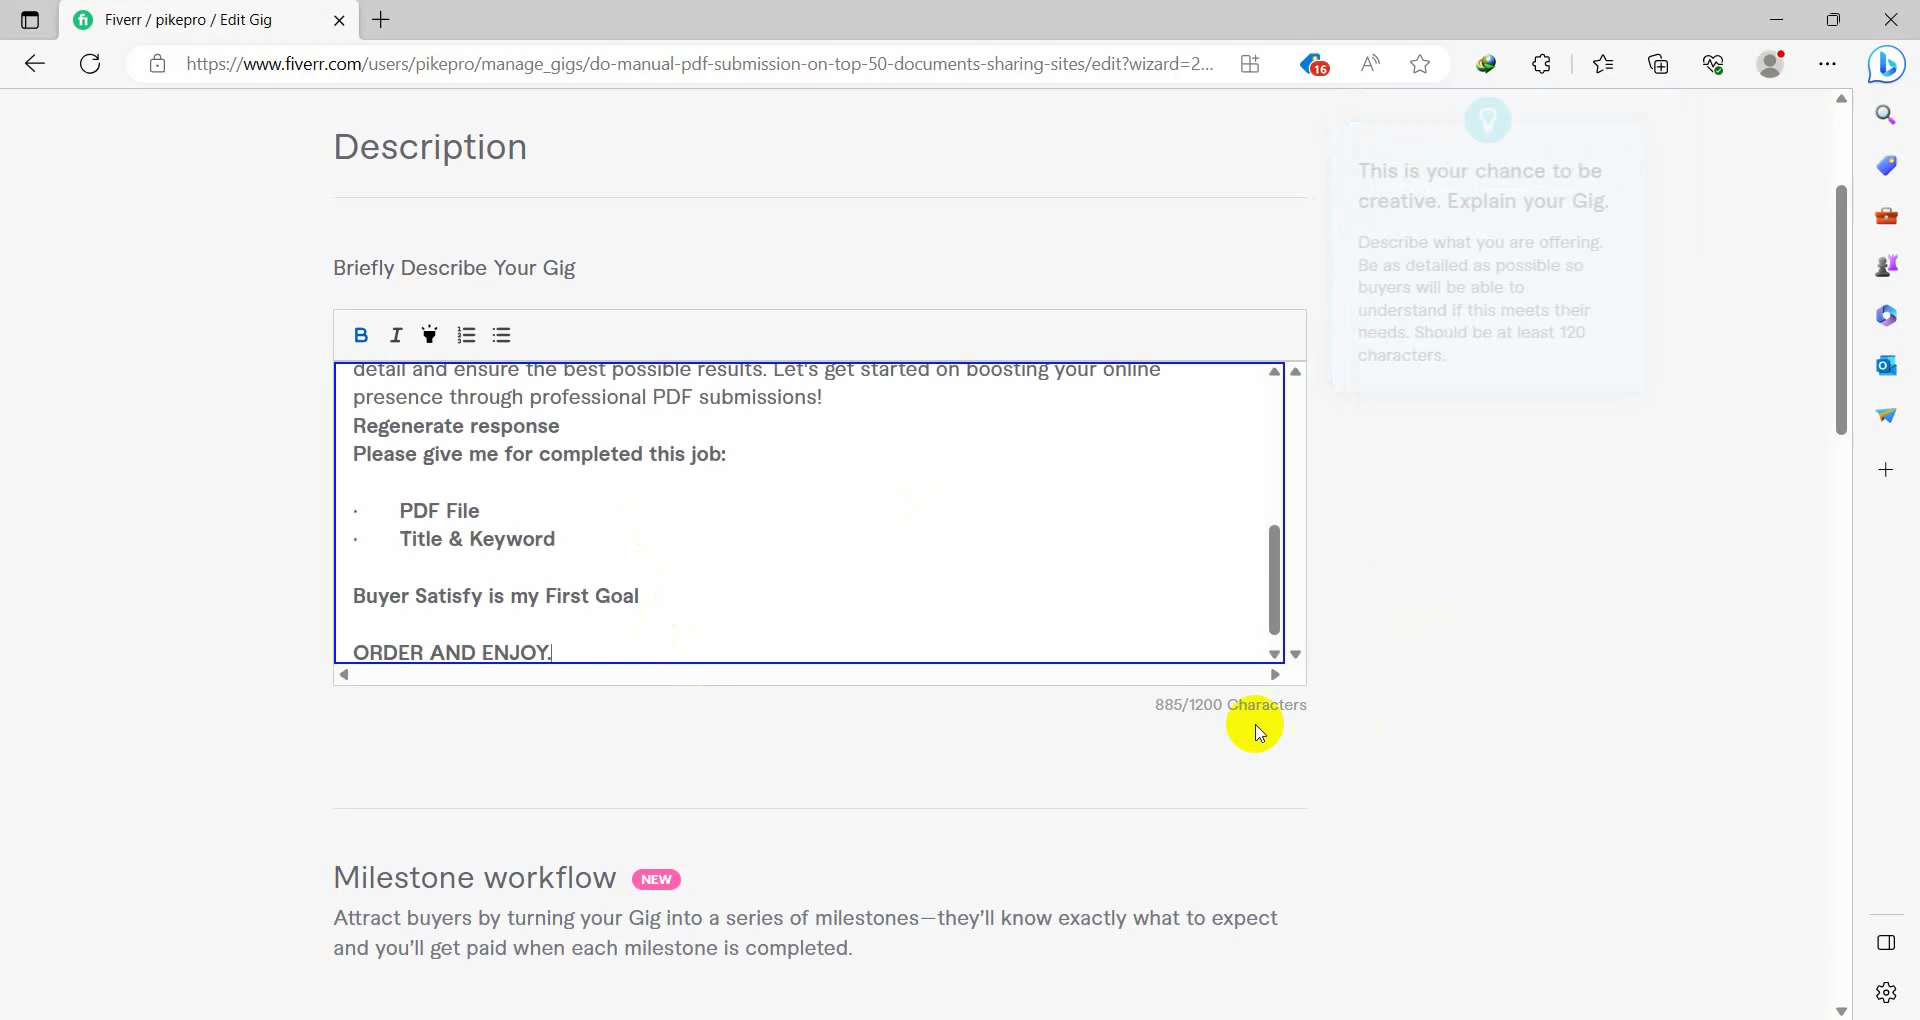 Fiverr / pikepro / Edit Gig
https://www.fiverr.com/users/pikepro/manage_gigs/do-manual-pdf-submission-on-top-50-documents-sharing-sites/edit?wizard=2...
16
Description
This is your chance to be
creative. Explain your Gig.
Describe what you are offering.
Be as detailed as possible so
buyers will be able to
understand if this meets their
needs. Should be at least 120
characters.
Briefly Describe Your Gig
B I
detail and ensure the best possible results. Let's get started on boosting your online
presence through professional PDF submissions!
Regenerate response
Please give me for completed this job:
· PDF File
· Title & Keyword
Buyer Satisfy is my First Goal
ORDER AND ENJOY.
885/1200 Characters
Milestone workflow NEW
Attract buyers by turning your Gig into a series of milestones—they'll know exactly what to expect
and you'll get paid when each milestone is completed.